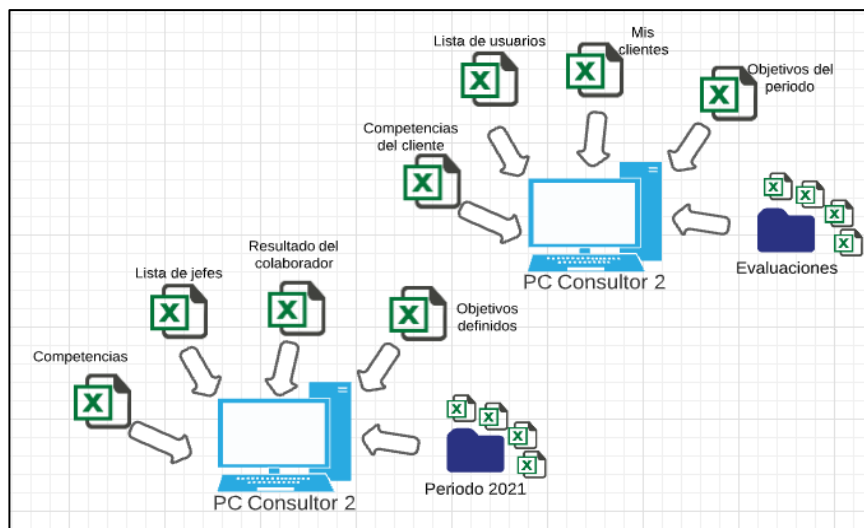 Lista de usuarios
Mis
clientes
Objetivos del
periodo
Competencias
del cliente
Evaluaciones
PC Consultor 2
Lista de jefes
Resultado del
colaborador
Objetivos
definidos
Competencias
Periodo 2021
PC Consultor 2